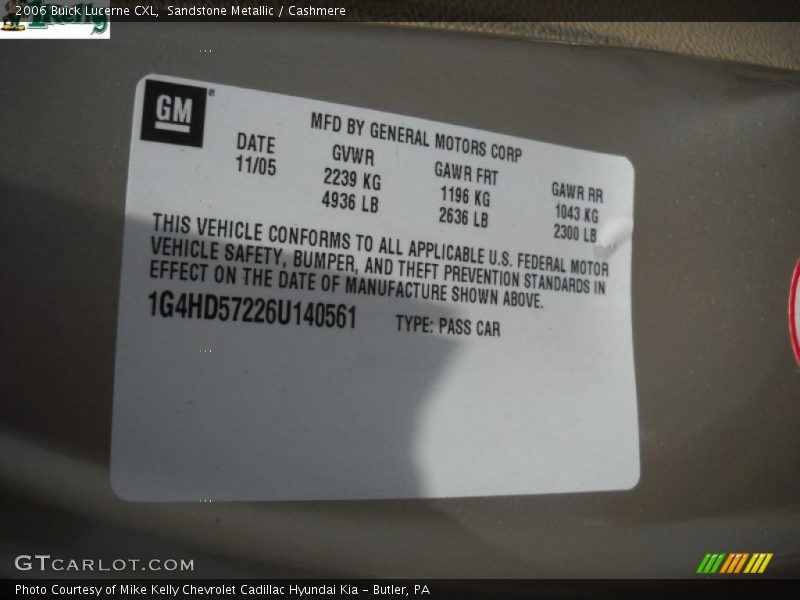 2006 Buick Lucerne CXL, Sandstone Metallic / Cashmere
Kelly
GM
MFD BY GENERAL MOTORS CORP
DATE GVWR GAWR FRT GAWR RR
11/05 2239 KG 1196 KG 1043 KG
4936 LB 2636 LB 2300 LB
THIS VEHICLE CONFORMS TO ALL APPLICABLE U.S. FEDERAL MOTOR
VEHICLE SAFETY, BUMPER, AND THEFT PREVENTION STANDARDS IN
EFFECT ON THE DATE OF MANUFACTURE SHOWN ABOVE.
1G4HD57226U140561 TYPE: PASS CAR
GTCARLOT.COM
Photo Courtesy of Mike Kelly Chevrolet Cadillac Hyundai Kia - Butler, PA